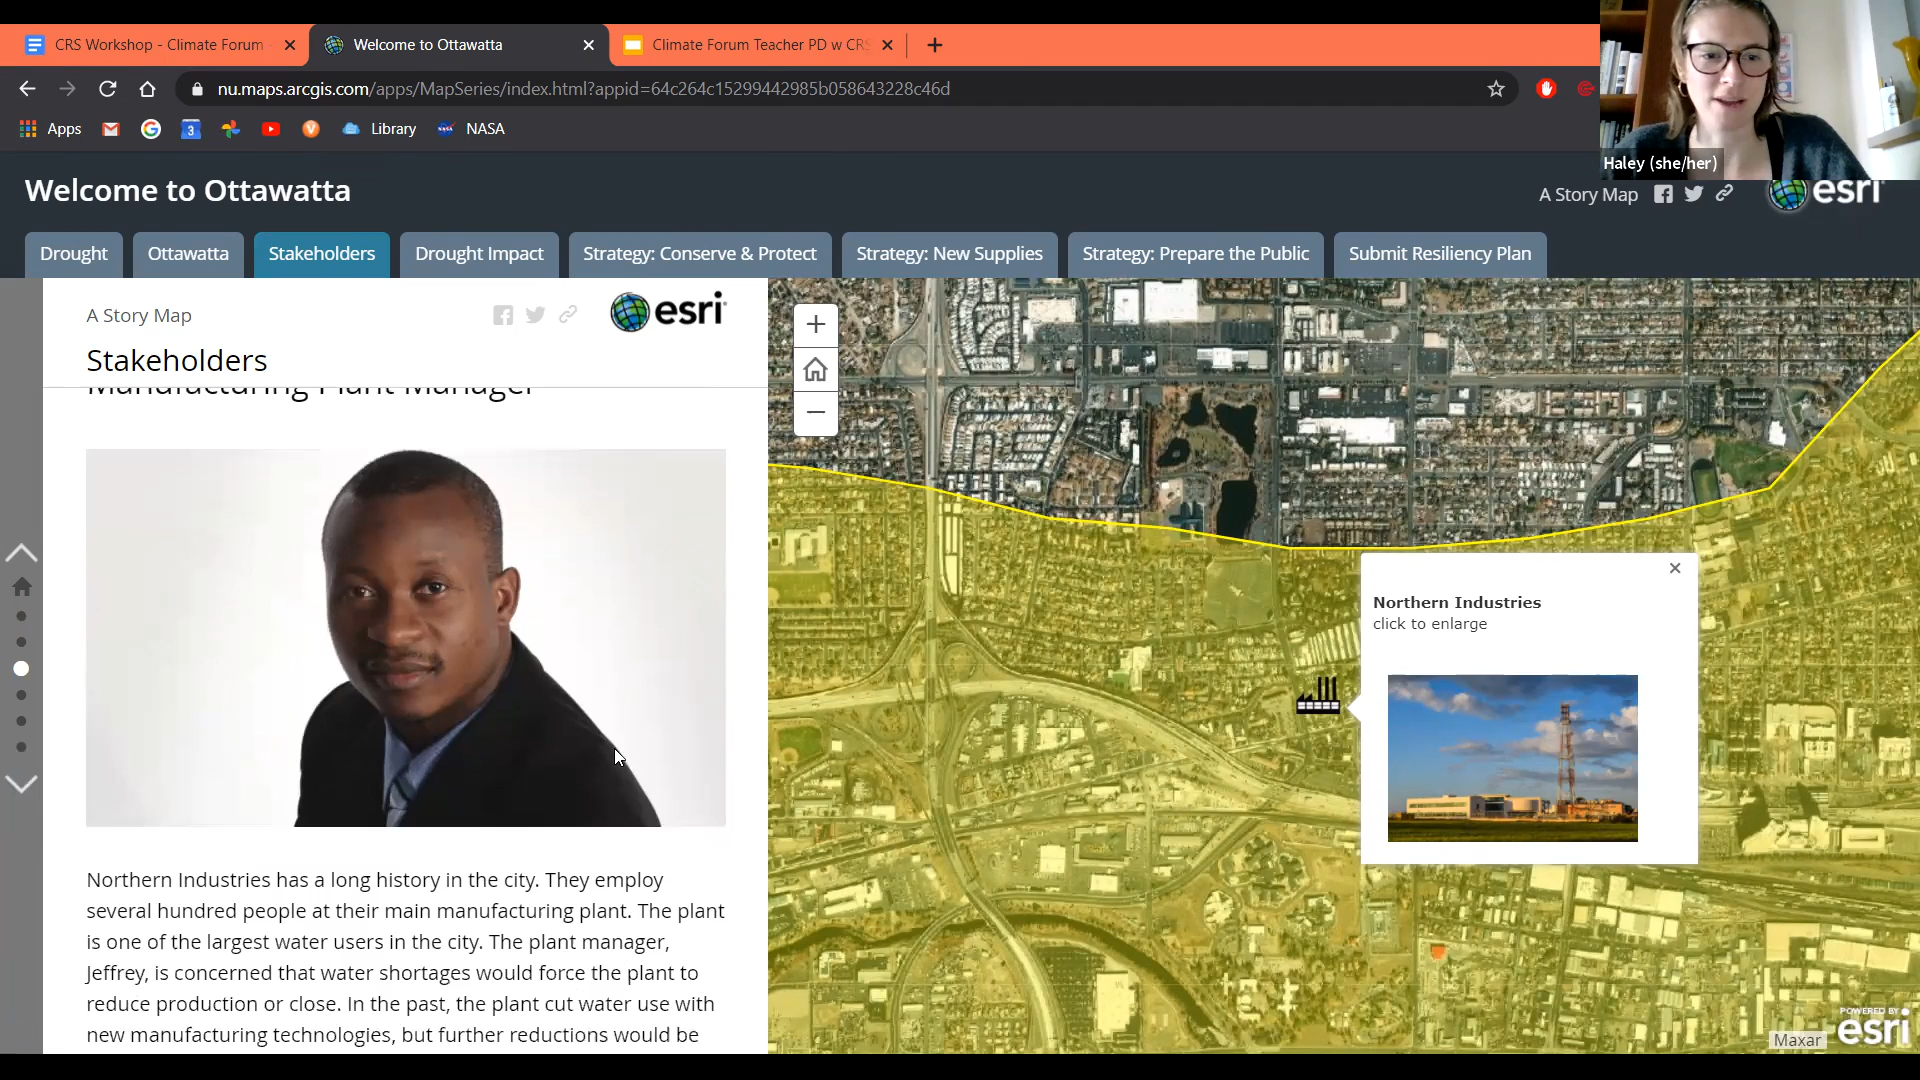 CRS Workshop - Climate Forum
Welcome to Ottawatta
Climate Forum Teacher PD w CRS
nu.maps.arcgis.com/apps/MapSeries/index.html?appid=64c264c15299442985b058643228c46d
Apps
Library
NASA
Haley (she/her)
Welcome to Ottawatta
A Story Map
esri
Drought
Ottawatta
Stakeholders
Drought Impact
Strategy: Conserve & Protect
Strategy: New Supplies
Strategy: Prepare the Public
Submit Resiliency Plan
A Story Map
esri
Stakeholders
Manufacturing Plant Manager
Northern Industries has a long history in the city. They employ
several hundred people at their main manufacturing plant. The plant
is one of the largest water users in the city. The plant manager,
Jeffrey, is concerned that water shortages would force the plant to
reduce production or close. In the past, the plant cut water use with
new manufacturing technologies, but further reductions would be
Northern Industries
click to enlarge
POWERED BY
esri
Maxar